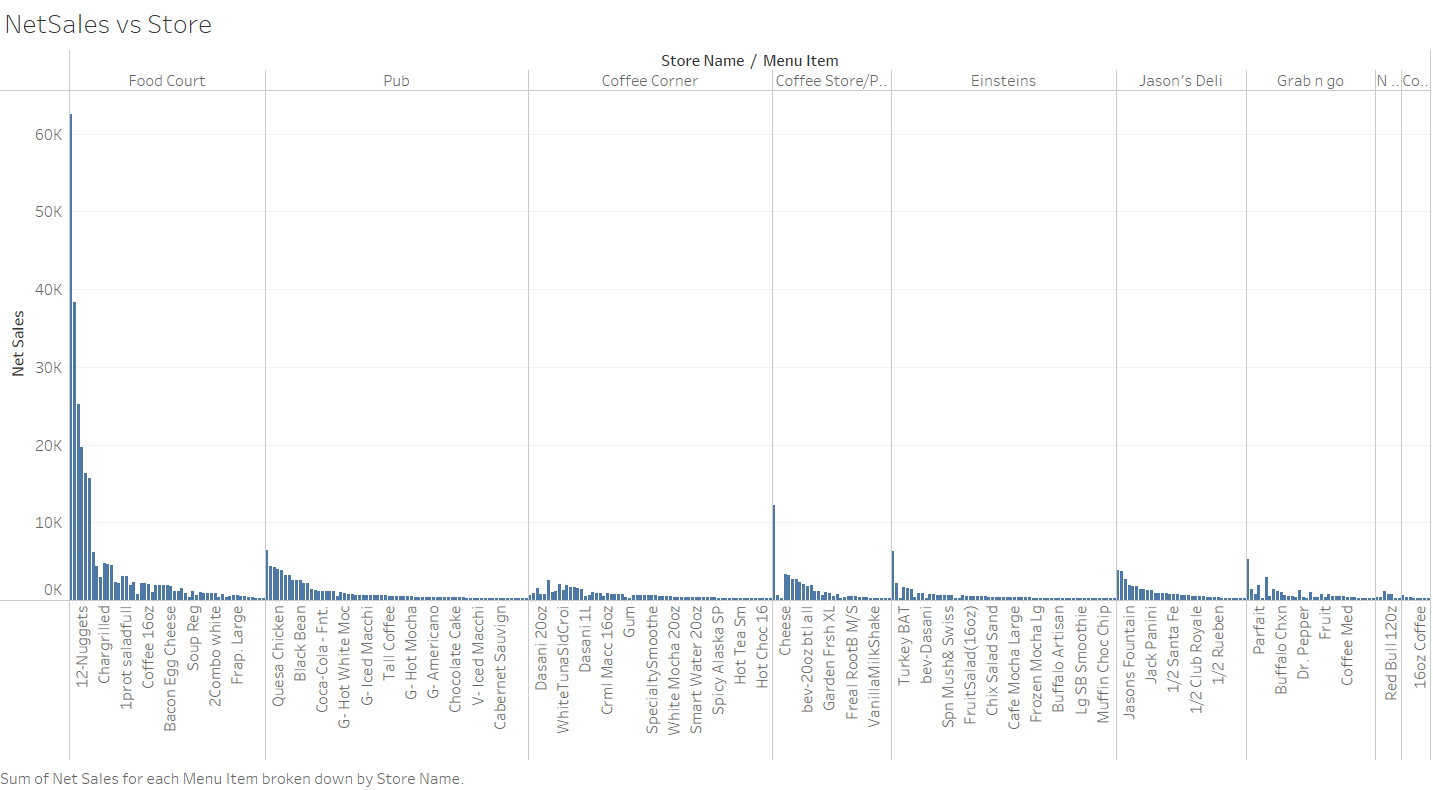 NetSales vs Store
Store Name / Menu Item
Food Court
Pub
Coffee Corner
Coffee Store/P..
Einsteins
Jason's Deli
Grab n go
N ..
Co..
Net Sales
60K
50K
40K
30K
20K
10K
0K
12-Nuggets
Chargrilled
1prot saladfull
Coffee 16oz
Bacon Egg Cheese
Soup Reg
2Combo white
Frap. Large
Quesa Chicken
Black Bean
Coca-Cola - Fnt.
G- Hot White Moc
G- Iced Macchi
Tall Coffee
G- Hot Mocha
G- Americano
Chocolate Cake
V- Iced Macchi
Cabernet Sauvign
Dasani 20oz
WhiteTunaSldCroi
Dasani 1L
Crml Macc 16oz
Gum
SpecialtySmoothe
White Mocha 20oz
Smart Water 20oz
Spicy Alaska SP
Hot Tea Sm
Hot Choc 16
Cheese
bev-20oz btl all
Garden Frsh XL
Freal RootB M/S
VanillaMilkShake
Turkey BAT
bev-Dasani
Spn Mush& Swiss
FruitSalad(16oz)
Chix Salad Sand
Cafe Mocha Large
Frozen Mocha Lg
Buffalo Artisan
Lg SB Smoothie
Muffin Choc Chip
Jasons Fountain
Jack Panini
1/2 Santa Fe
1/2 Club Royale
1/2 Rueben
Parfait
Buffalo Chxn
Dr. Pepper
Fruit
Coffee Med
Red Bull 120z
16oz Coffee
Sum of Net Sales for each Menu Item broken down by Store Name.